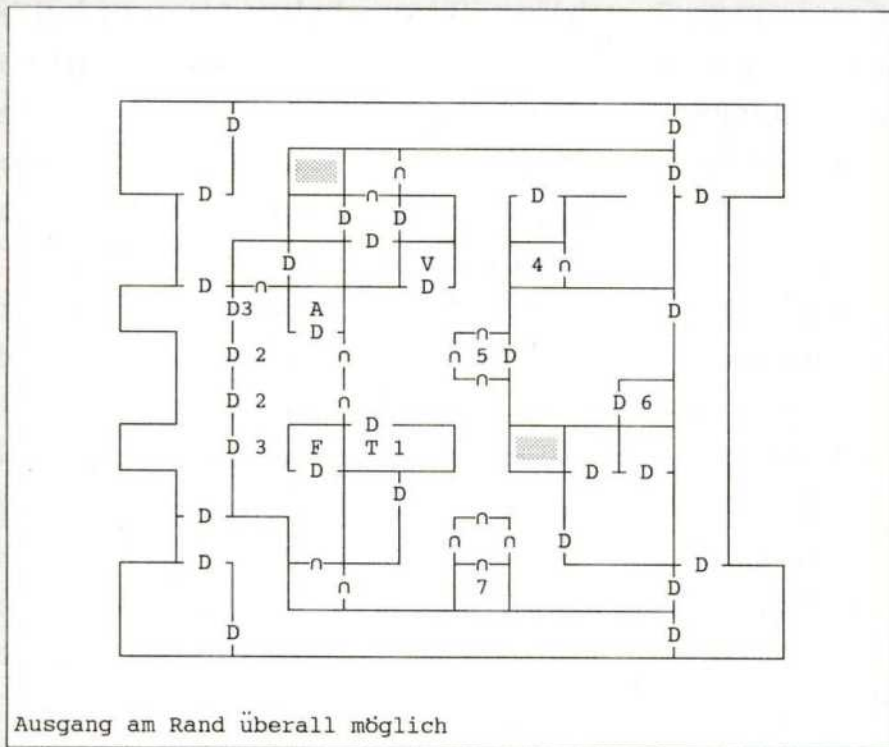 D D
∩ D
D D ∩ D
D D
D
D V 4 ∩
D ∩ D
D3 A D
D ∩
D 2 ∩ ∩ 5 D
∩
D 2 ∩ D 6
D
D 3 F T 1
D D D
D
D ∩
∩ ∩ D
D ∩ ∩ D
∩ 7 D
D D
Ausgang am Rand überall möglich